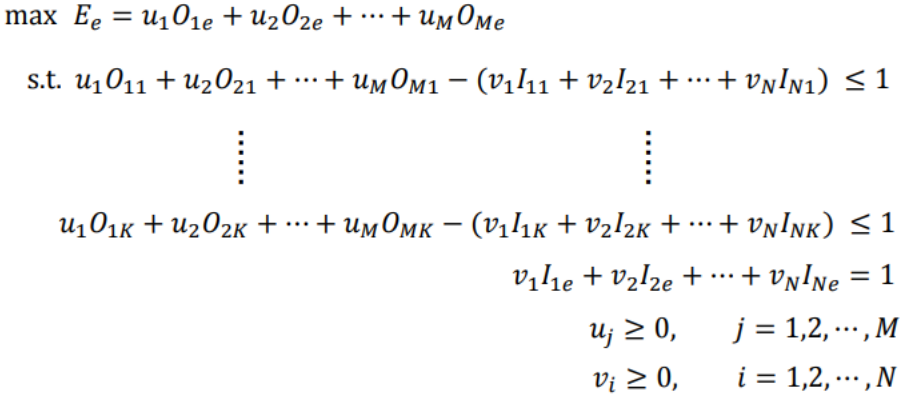 max E_e = u_1O_{1e} + u_2O_{2e} + ⋯ + u_MO_{Me}
s.t. u_1O_{11} + u_2O_{21} + ⋯ + u_MO_{M1} − (v_1I_{11} + v_2I_{21} + ⋯ + v_NI_{N1}) ≤ 1
⋮ ⋮
u_1O_{1K} + u_2O_{2K} + ⋯ + u_MO_{MK} − (v_1I_{1K} + v_2I_{2K} + ⋯ + v_NI_{NK}) ≤ 1
v_1I_{1e} + v_2I_{2e} + ⋯ + v_NI_{Ne} = 1
u_j ≥ 0, j = 1,2,⋯,M
v_i ≥ 0, i = 1,2,⋯,N